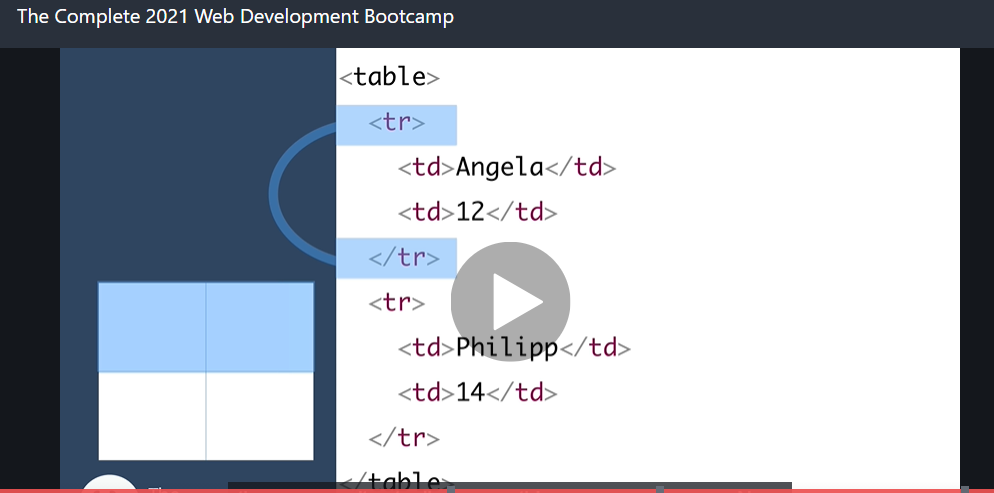 The Complete 2021 Web Development Bootcamp
<table>
<tr>
<td>Angela</td>
<td>12</td>
</tr>
<tr>
<td>Philipp</td>
<td>14</td>
</tr>
</table>